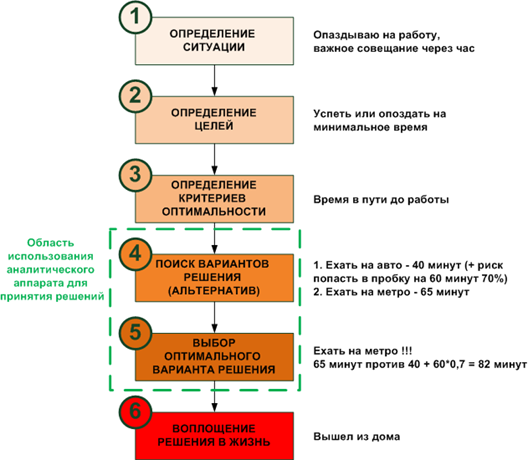 1
ОПРЕДЕЛЕНИЕ
СИТУАЦИИ
Опаздываю на работу,
важное совещание через час
2
ОПРЕДЕЛЕНИЕ
ЦЕЛЕЙ
Успеть или опоздать на
минимальное время
3
ОПРЕДЕЛЕНИЕ
КРИТЕРИЕВ
ОПТИМАЛЬНОСТИ
Время в пути до работы
Область
использования
аналитического
аппарата для
принятия решений
4
ПОИСК ВАРИАНТОВ
РЕШЕНИЯ
(АЛЬТЕРНАТИВ)
1. Ехать на авто - 40 минут (+ риск
попасть в пробку на 60 минут 70%)
2. Ехать на метро - 65 минут
5
ВЫБОР
ОПТИМАЛЬНОГО
ВАРИАНТА РЕШЕНИЯ
Ехать на метро !!!
65 минут против 40 + 60*0,7 = 82 минут
6
ВОПЛОЩЕНИЕ
РЕШЕНИЯ В ЖИЗНЬ
Вышел из дома